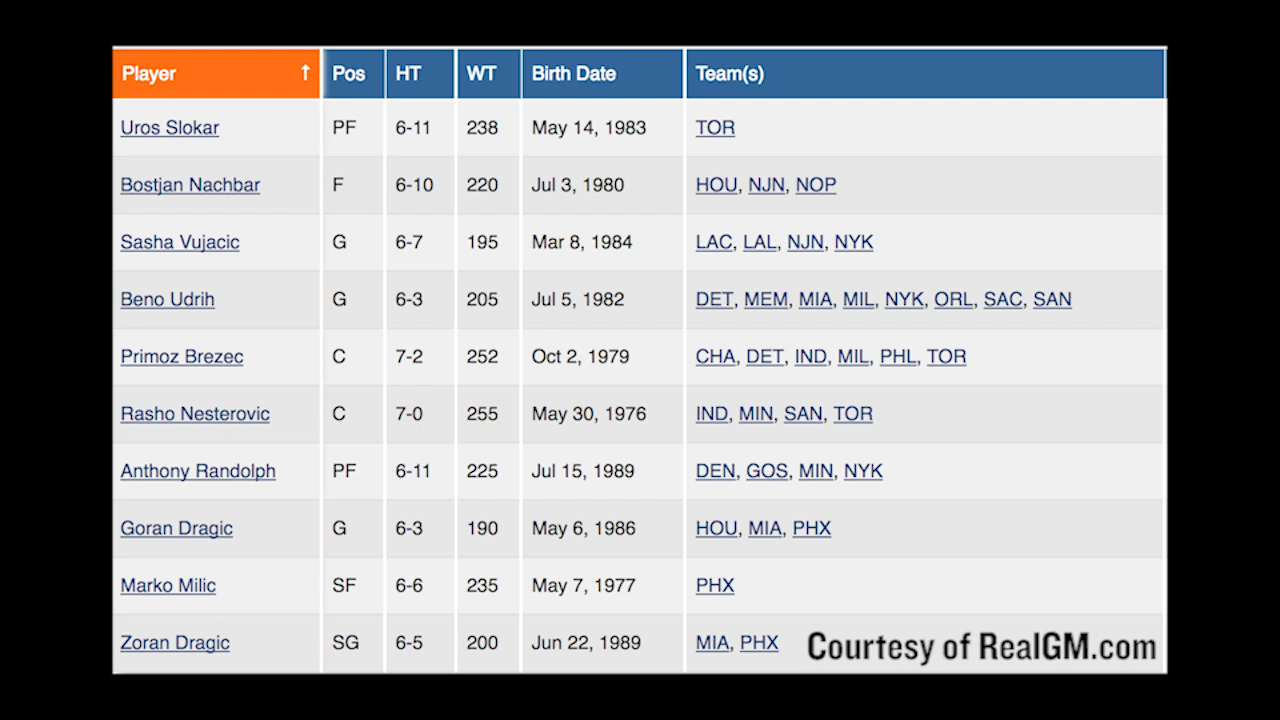 Player ↑ Pos HT WT Birth Date Team(s)
Uros Slokar PF 6-11 238 May 14, 1983 TOR
Bostjan Nachbar F 6-10 220 Jul 3, 1980 HOU, NJN, NOP
Sasha Vujacic G 6-7 195 Mar 8, 1984 LAC, LAL, NJN, NYK
Beno Udrih G 6-3 205 Jul 5, 1982 DET, MEM, MIA, MIL, NYK, ORL, SAC, SAN
Primoz Brezec C 7-2 252 Oct 2, 1979 CHA, DET, IND, MIL, PHL, TOR
Rasho Nesterovic C 7-0 255 May 30, 1976 IND, MIN, SAN, TOR
Anthony Randolph PF 6-11 225 Jul 15, 1989 DEN, GOS, MIN, NYK
Goran Dragic G 6-3 190 May 6, 1986 HOU, MIA, PHX
Marko Milic SF 6-6 235 May 7, 1977 PHX
Zoran Dragic SG 6-5 200 Jun 22, 1989 MIA, PHX
Courtesy of RealGM.com